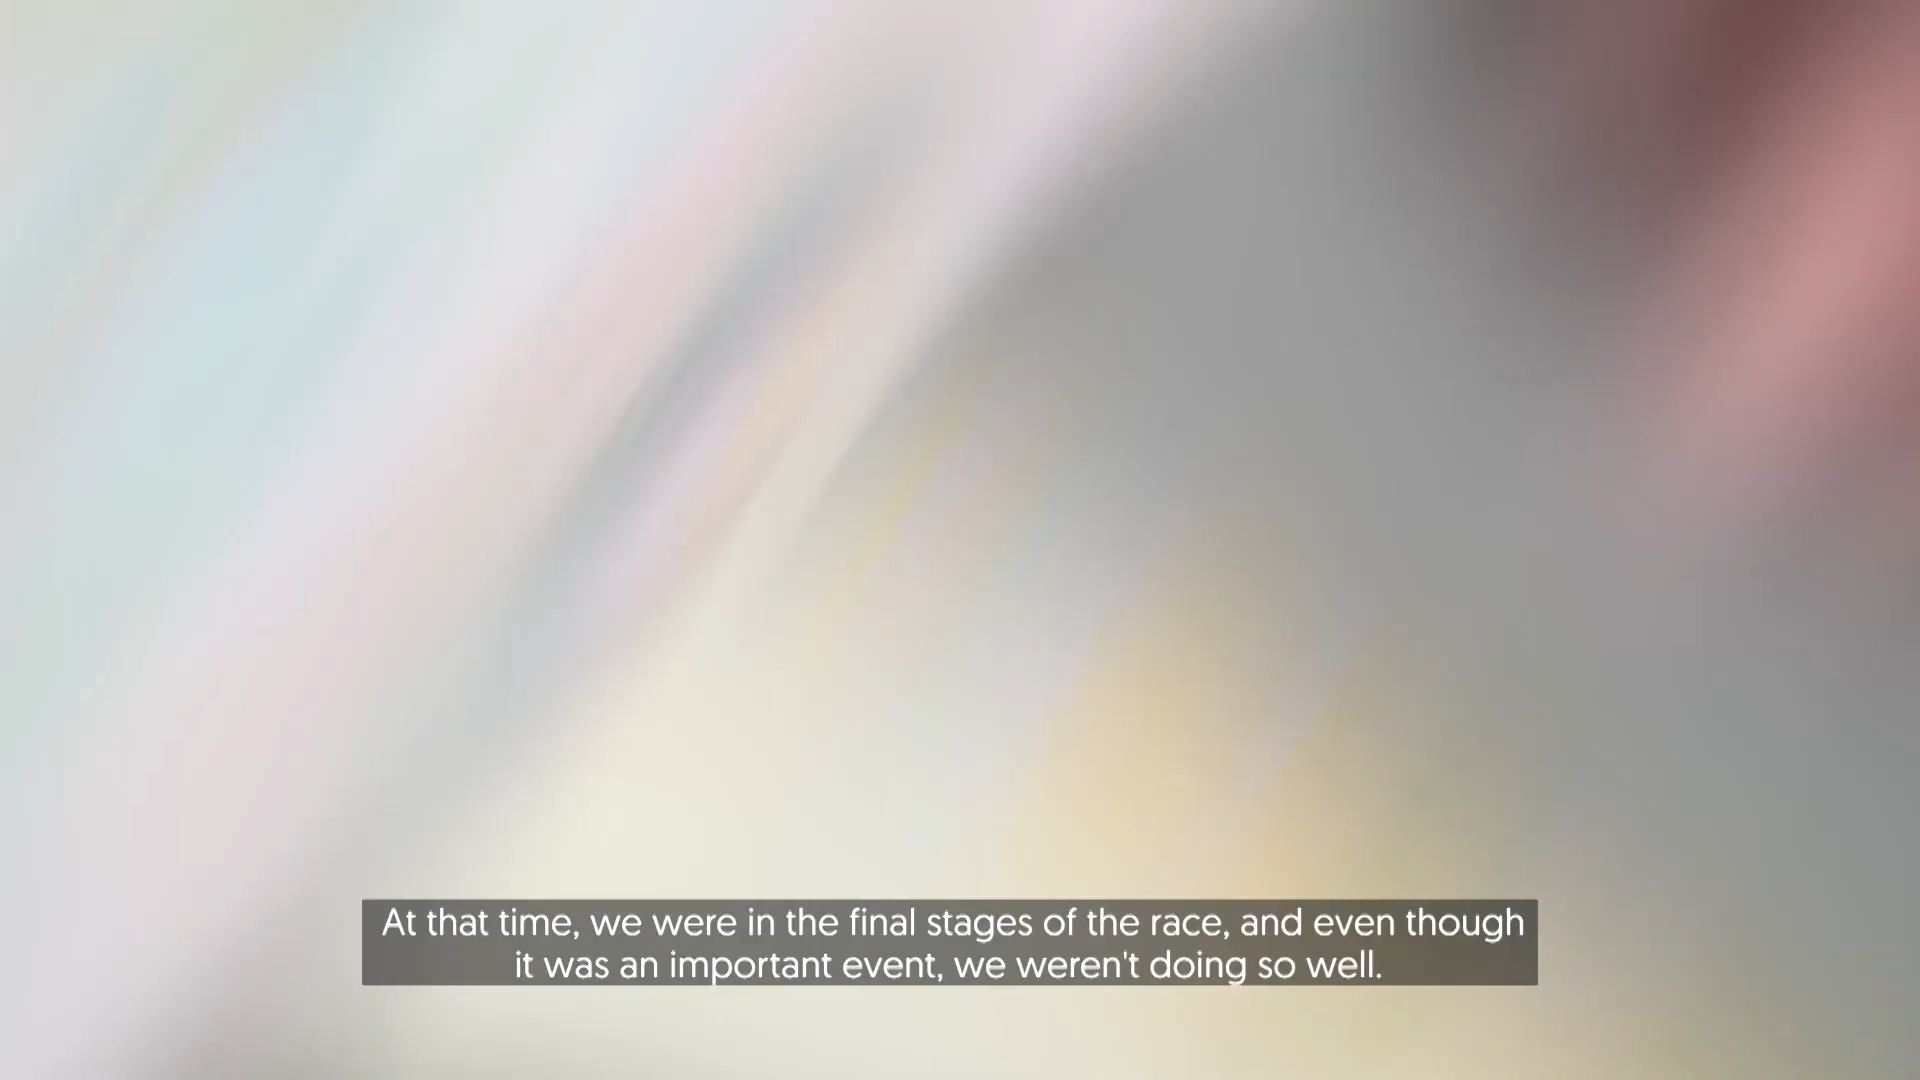 At that time, we were in the final stages of the race, and even though
it was an important event, we weren't doing so well.